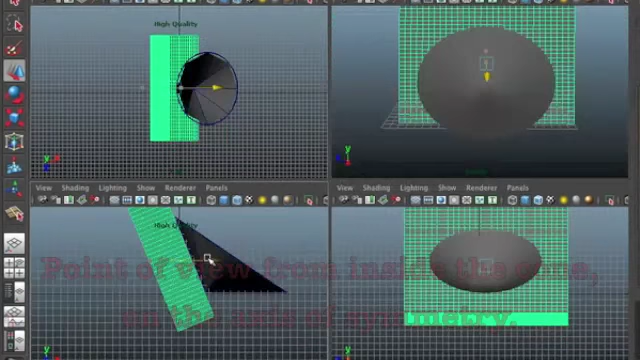 High Quality
View Shading Lighting Show Renderer Panels
View Shading Lighting Show Renderer Panels
High Quality
Point of view from inside the cone,
on the axis of symmetry.